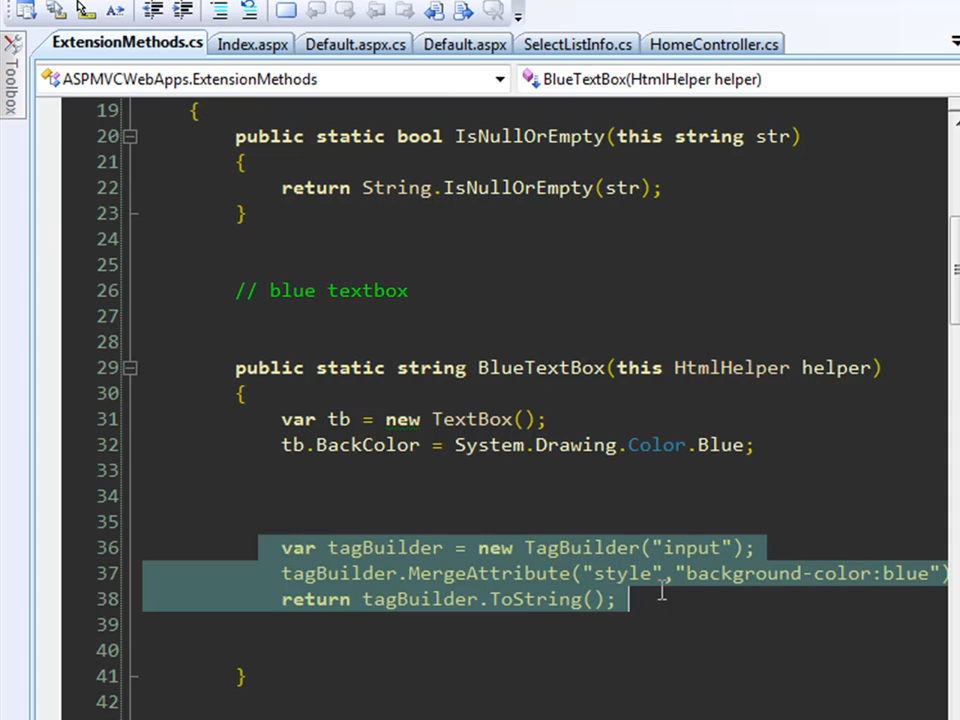 ExtensionMethods.cs Index.aspx Default.aspx.cs Default.aspx SelectListInfo.cs HomeController.cs
Toolbox
ASPMVCWebApps.ExtensionMethods BlueTextBox(HtmlHelper helper)
19 {
20 public static bool IsNullOrEmpty(this string str)
21 {
22 return String.IsNullOrEmpty(str);
23 }
24
25
26 // blue textbox
27
28
29 public static string BlueTextBox(this HtmlHelper helper)
30 {
31 var tb = new TextBox();
32 tb.BackColor = System.Drawing.Color.Blue;
33
34
35
36 var tagBuilder = new TagBuilder("input");
37 tagBuilder.MergeAttribute("style","background-color:blue")
38 return tagBuilder.ToString();
39
40
41 }
42